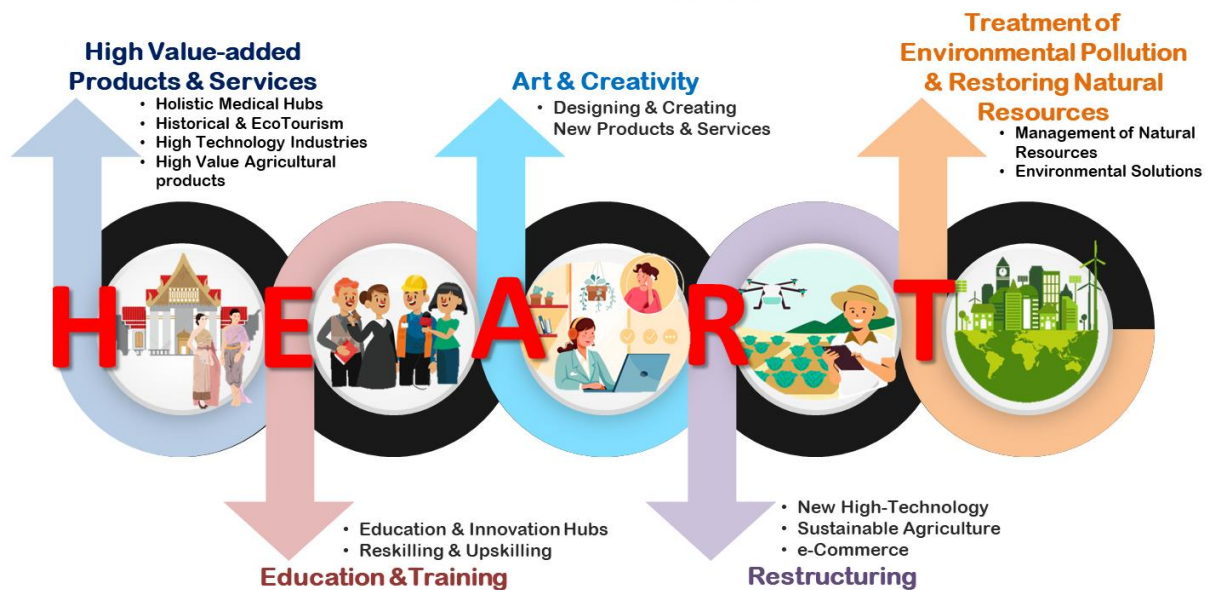 High Value-added
Products & Services
• Holistic Medical Hubs
• Historical & EcoTourism
• High Technology Industries
• High Value Agricultural
products
Art & Creativity
• Designing & Creating
New Products & Services
Treatment of
Environmental Pollution
& Restoring Natural
Resources
• Management of Natural
Resources
• Environmental Solutions
H E A R T
• Education & Innovation Hubs
• Reskilling & Upskilling
Education &Training
• New High-Technology
• Sustainable Agriculture
• e-Commerce
Restructuring